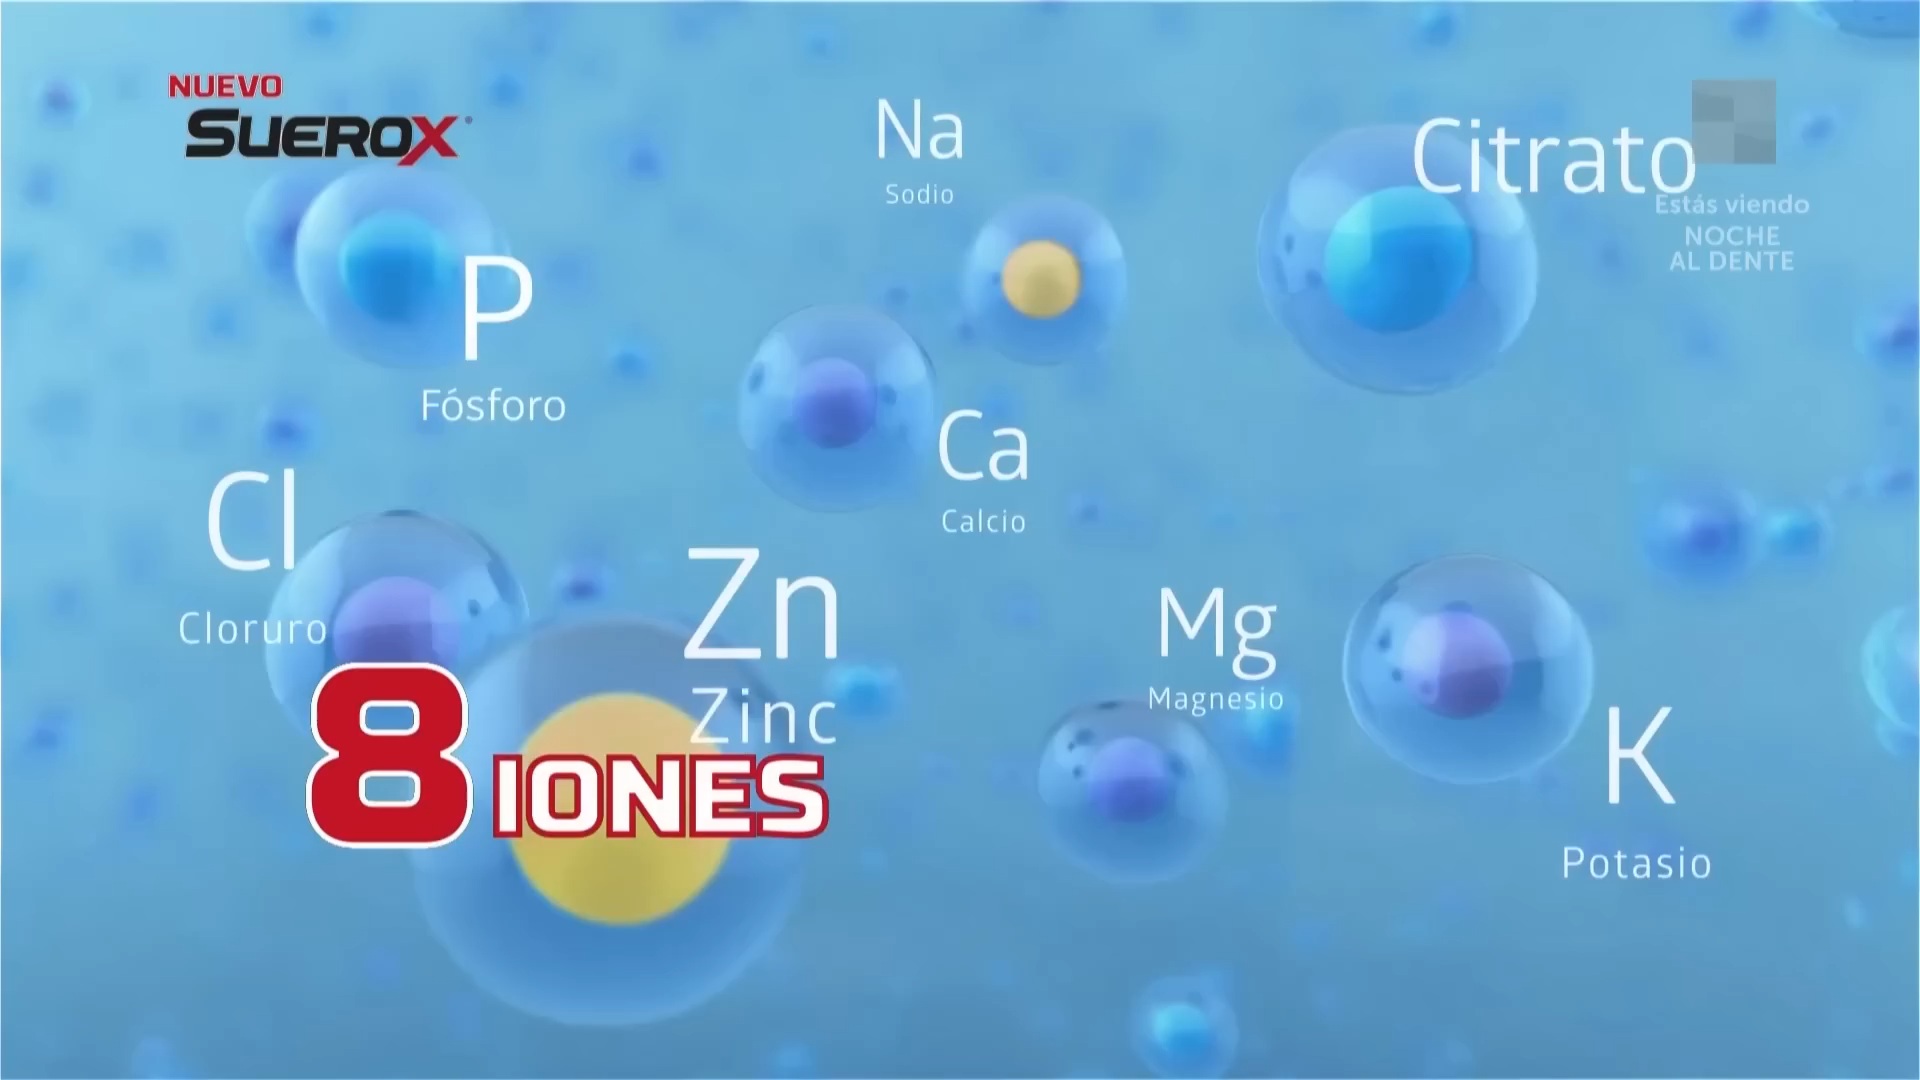 NUEVO
SUEROX
Na
Sodio
Citrato
Estás viendo
NOCHE
AL DENTE
P
Fósforo
Ca
Calcio
Cl
Cloruro
Zn
Zinc
Mg
Magnesio
K
Potasio
8 IONES